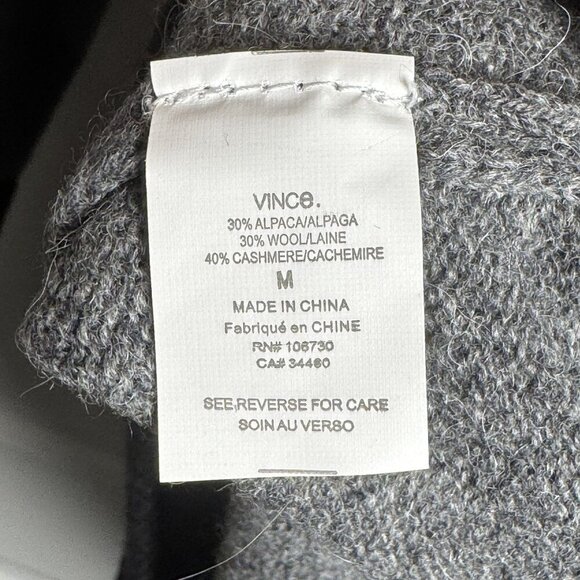 VINCe.
30% ALPACA/ALPAGA
30% WOOL/LAINE
40% CASHMERE/CACHEMIRE
M
MADE IN CHINA
Fabriqué en CHINE
RN# 106730
CA# 34460
SEE REVERSE FOR CARE
SOIN AU VERSO